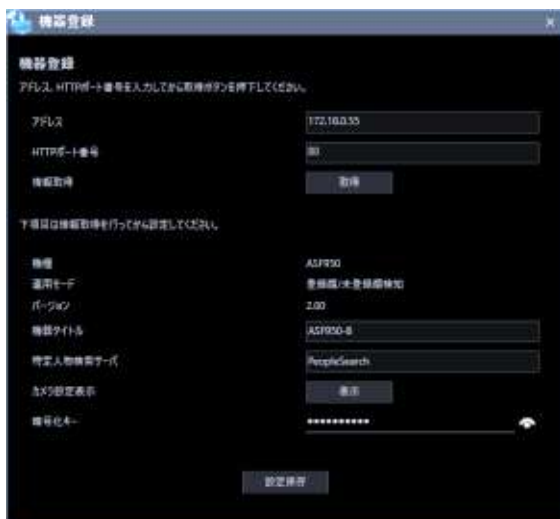 機器登録
×
機器登録
アドレス、HTTPポート番号を入力してから取得ボタンを押下してください。
アドレス 172.18.0.55
HTTPポート番号 80
情報取得 取得
下項目は情報取得を行ってから設定してください。
機種 ASF950
運用モード 登録顔/未登録顔検知
バージョン 2.00
機器タイトル ASF950-B
特定人物検索サーバ PeopleSearch
カメラ設定表示 表示
暗号化キー ••••••••••
設定保存